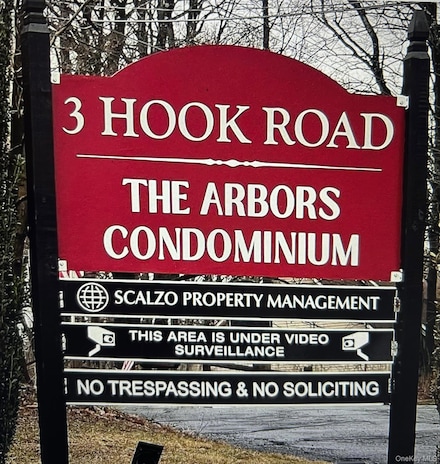 3 HOOK ROAD
THE ARBORS
CONDOMINIUM
SCALZO PROPERTY MANAGEMENT
THIS AREA IS UNDER VIDEO
SURVEILLANCE
NO TRESPASSING & NO SOLICITING
OneKey MLS